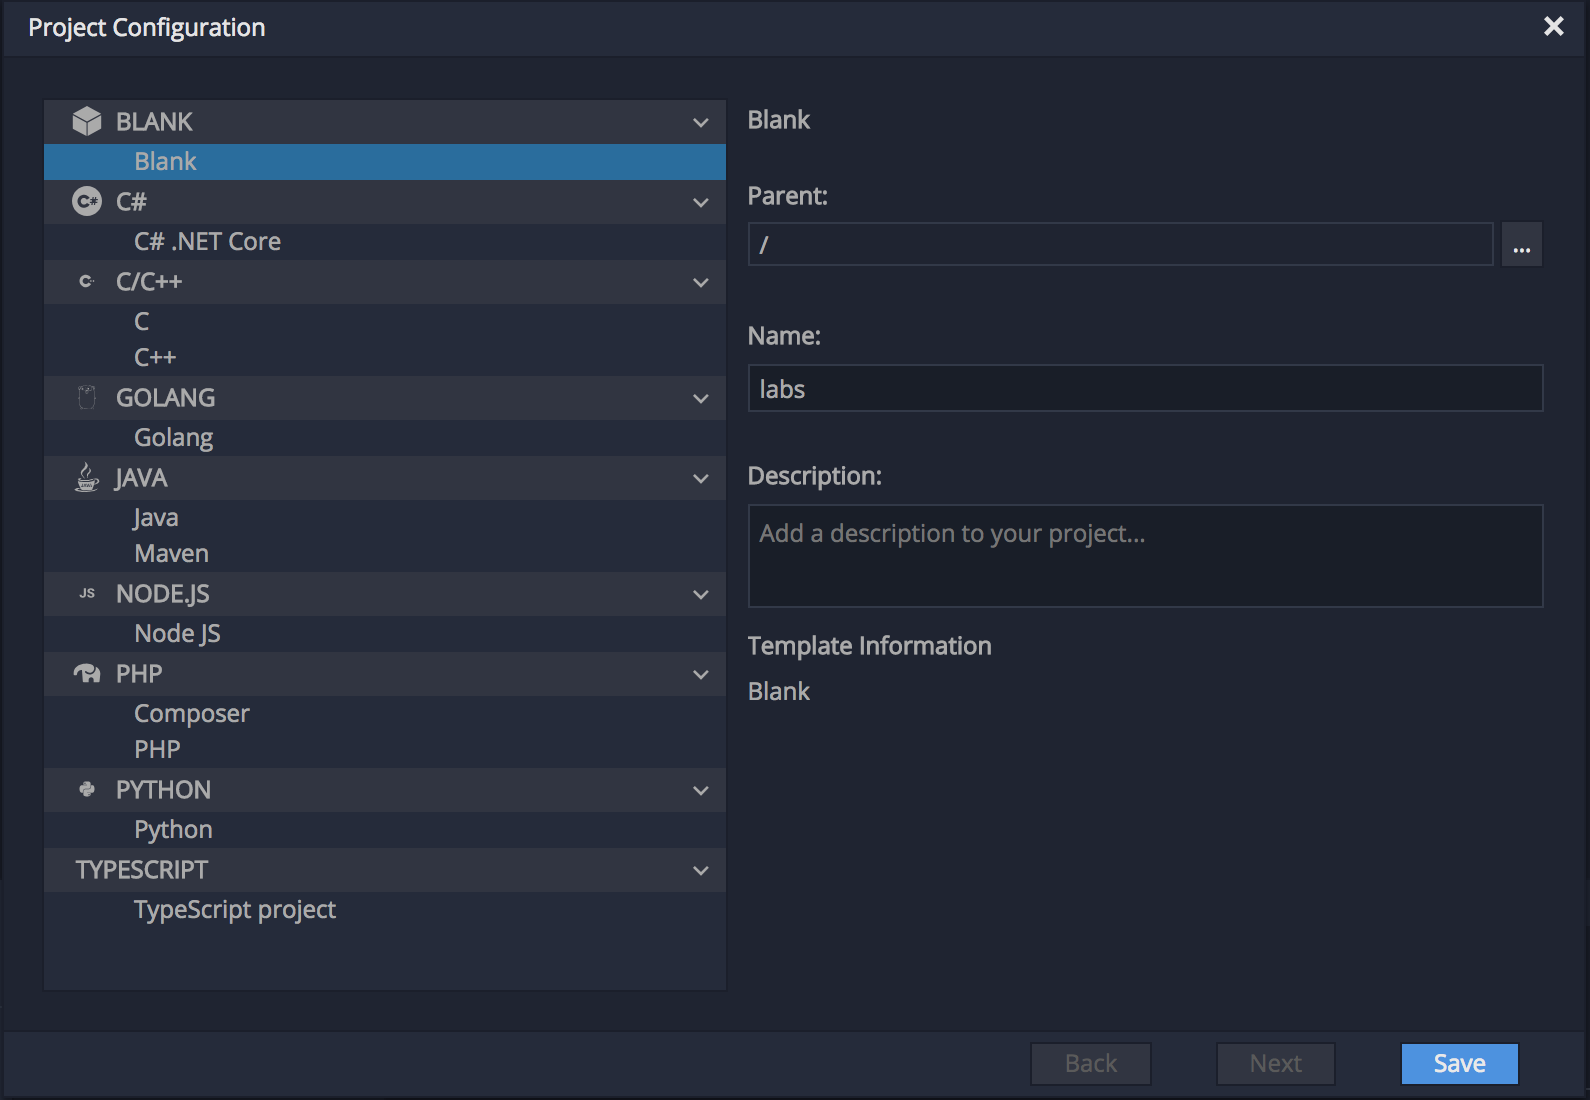 Project Configuration
BLANK
Blank
C#
C# .NET Core
C/C++
C
C++
GOLANG
Golang
JAVA
Java
Maven
JS NODE.JS
Node JS
PHP
Composer
PHP
PYTHON
Python
TYPESCRIPT
TypeScript project
Blank
Parent:
/
...
Name:
labs
Description:
Add a description to your project...
Template Information
Blank
Back
Next
Save